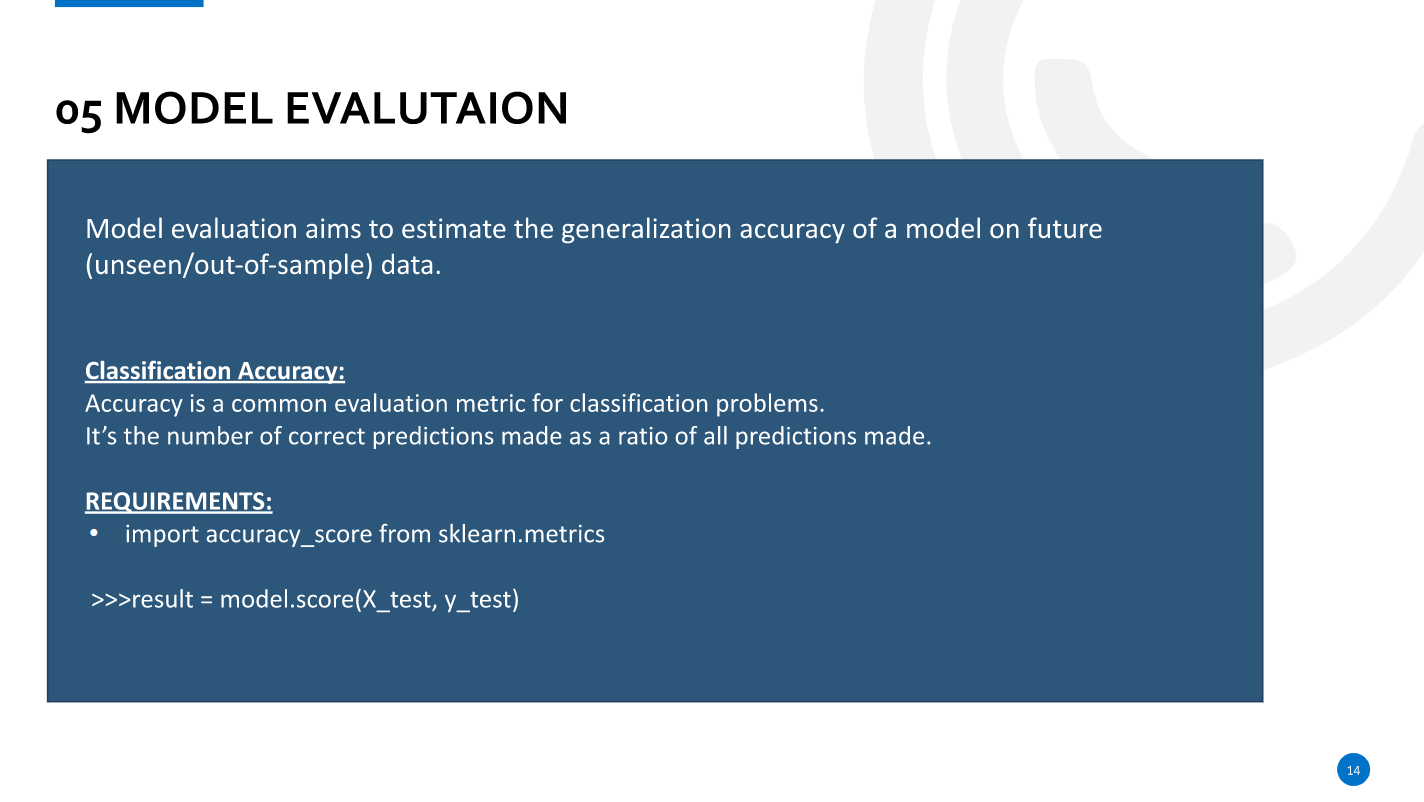 05 MODEL EVALUTAION
Model evaluation aims to estimate the generalization accuracy of a model on future
(unseen/out-of-sample) data.
Classification Accuracy:
Accuracy is a common evaluation metric for classification problems.
It’s the number of correct predictions made as a ratio of all predictions made.
REQUIREMENTS:
• import accuracy_score from sklearn.metrics
>>>result = model.score(X_test, y_test)
14